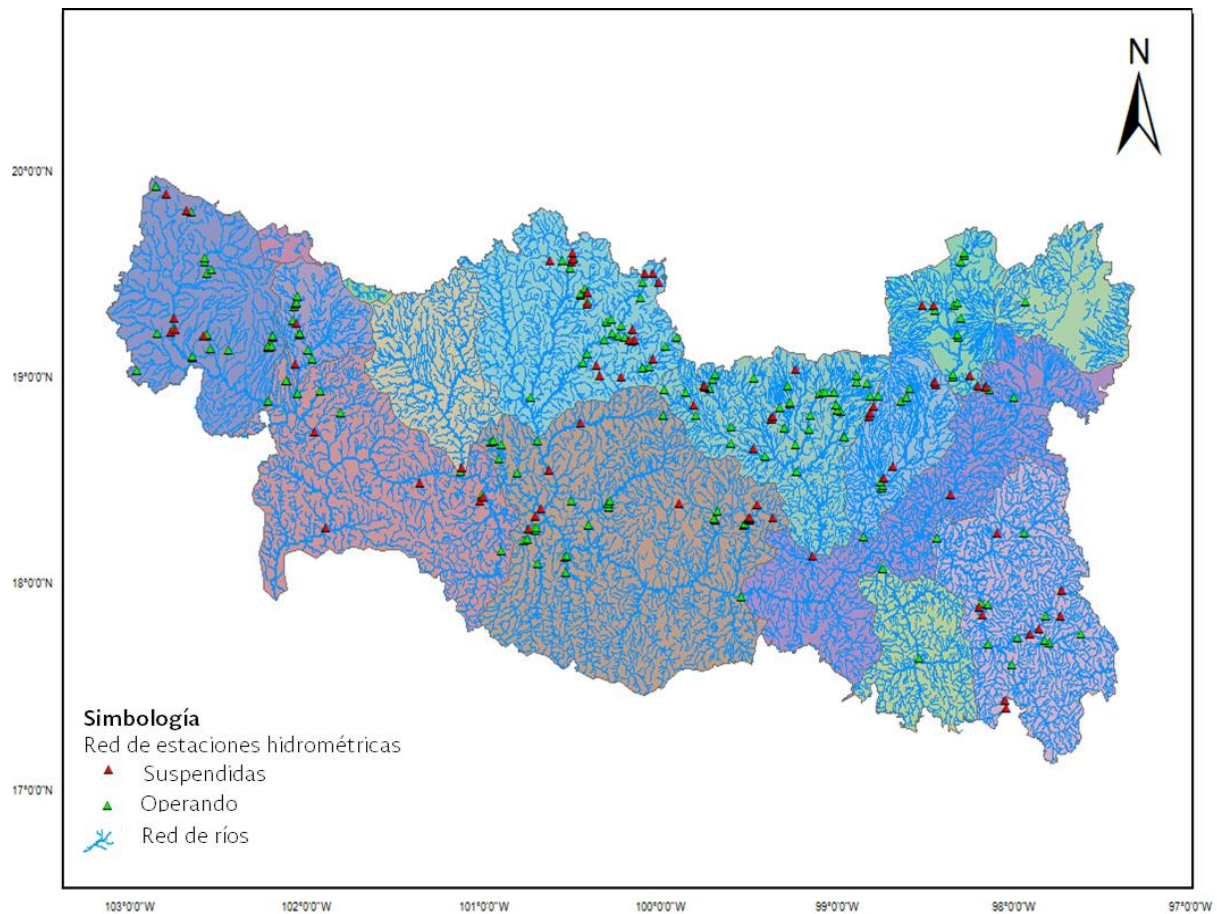 N
20°0'0"N
19°0'0"N
18°0'0"N
17°0'0"N
Simbología
Red de estaciones hidrométricas
Suspendidas
Operando
Red de ríos
103°0'0"W 102°0'0"W 101°0'0"W 100°0'0"W 99°0'0"W 98°0'0"W 97°0'0"W